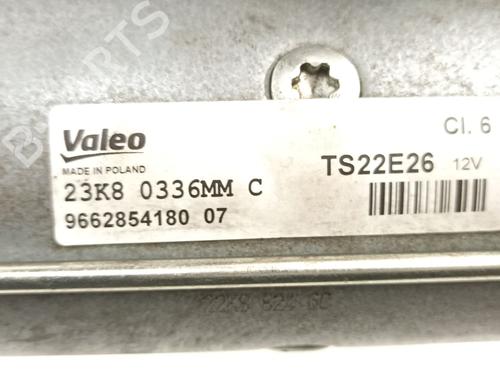 Valeo
MADE IN POLAND
23K8 0336MM C
9662854180 07
Cl. 6
TS22E26 12V